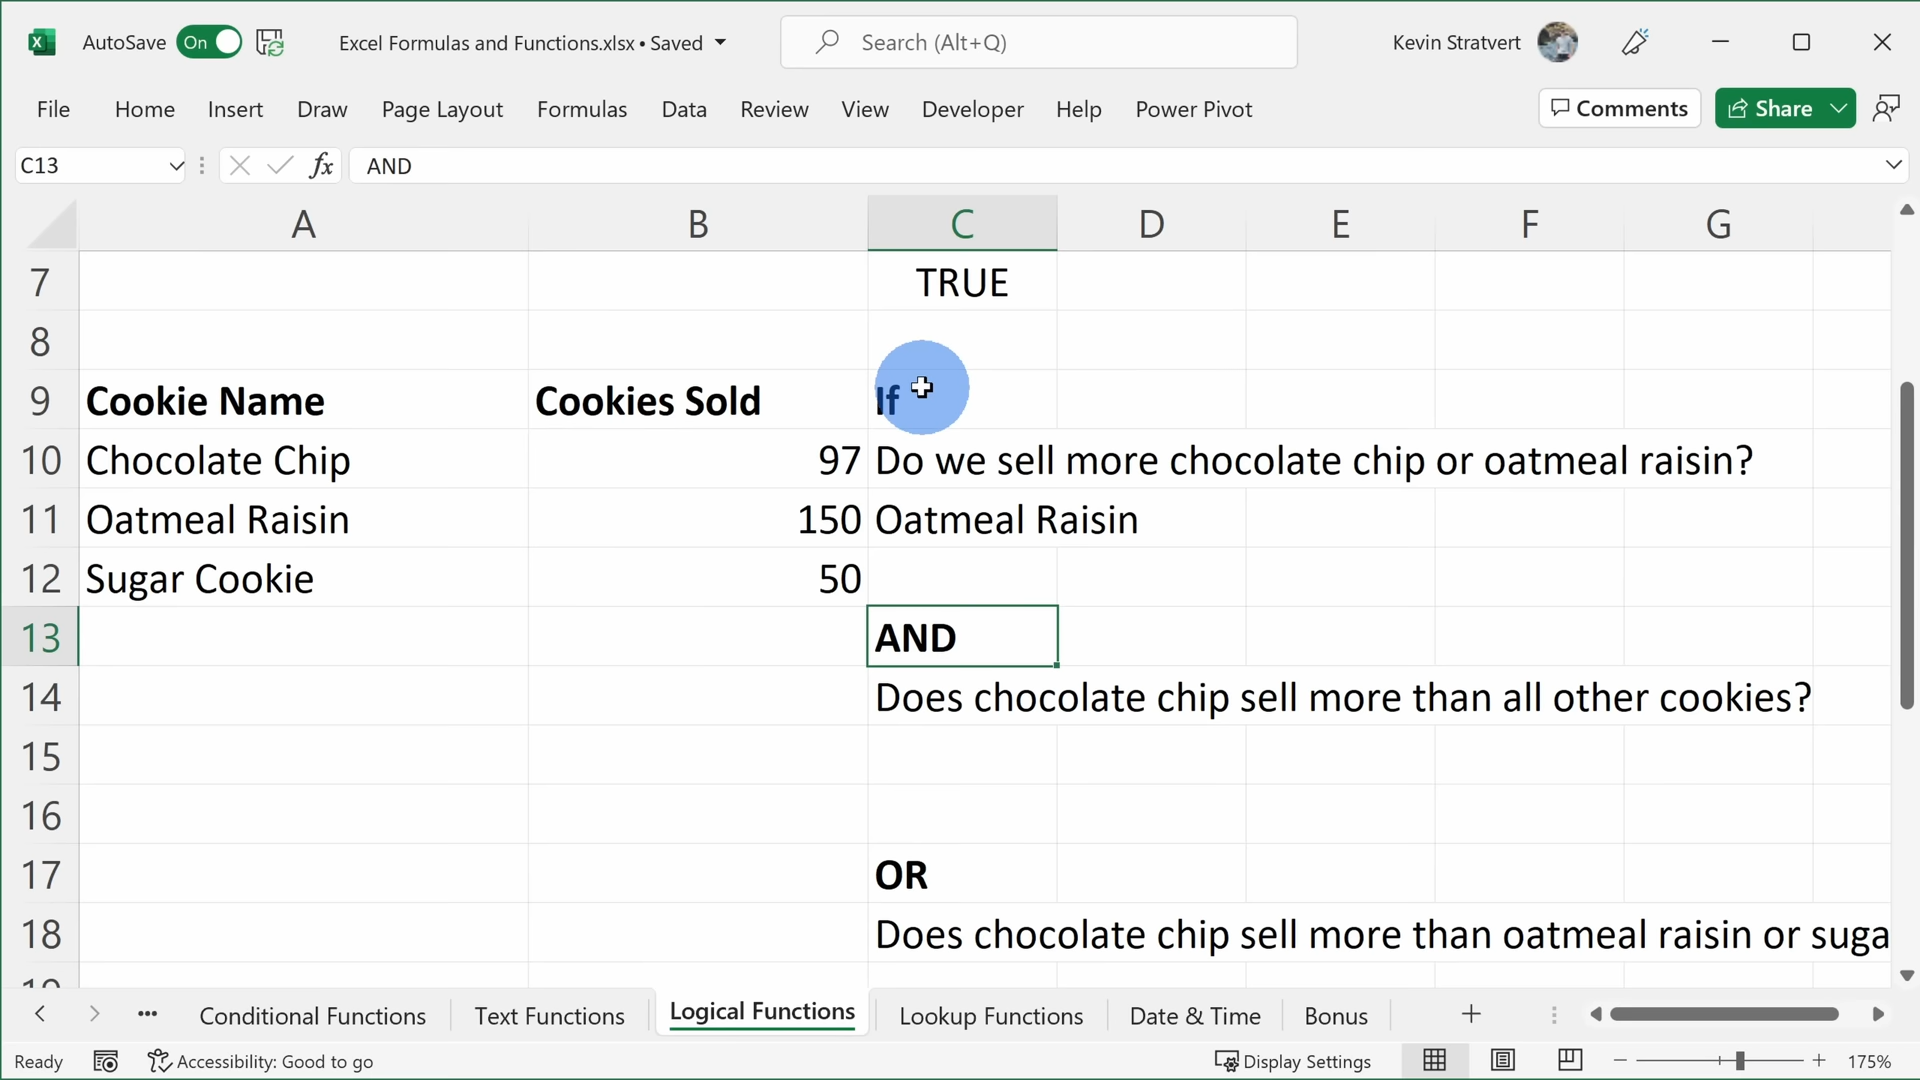 AutoSave On Excel Formulas and Functions.xlsx • Saved Search (Alt+Q) Kevin Stratvert
File Home Insert Draw Page Layout Formulas Data Review View Developer Help Power Pivot Comments Share
C13 fx AND
A B C D E F G
7 TRUE
8
9 Cookie Name Cookies Sold If
10 Chocolate Chip 97 Do we sell more chocolate chip or oatmeal raisin?
11 Oatmeal Raisin 150 Oatmeal Raisin
12 Sugar Cookie 50
13 AND
14 Does chocolate chip sell more than all other cookies?
15
16
17 OR
18 Does chocolate chip sell more than oatmeal raisin or suga
Conditional Functions Text Functions Logical Functions Lookup Functions Date & Time Bonus
Ready Accessibility: Good to go Display Settings 175%